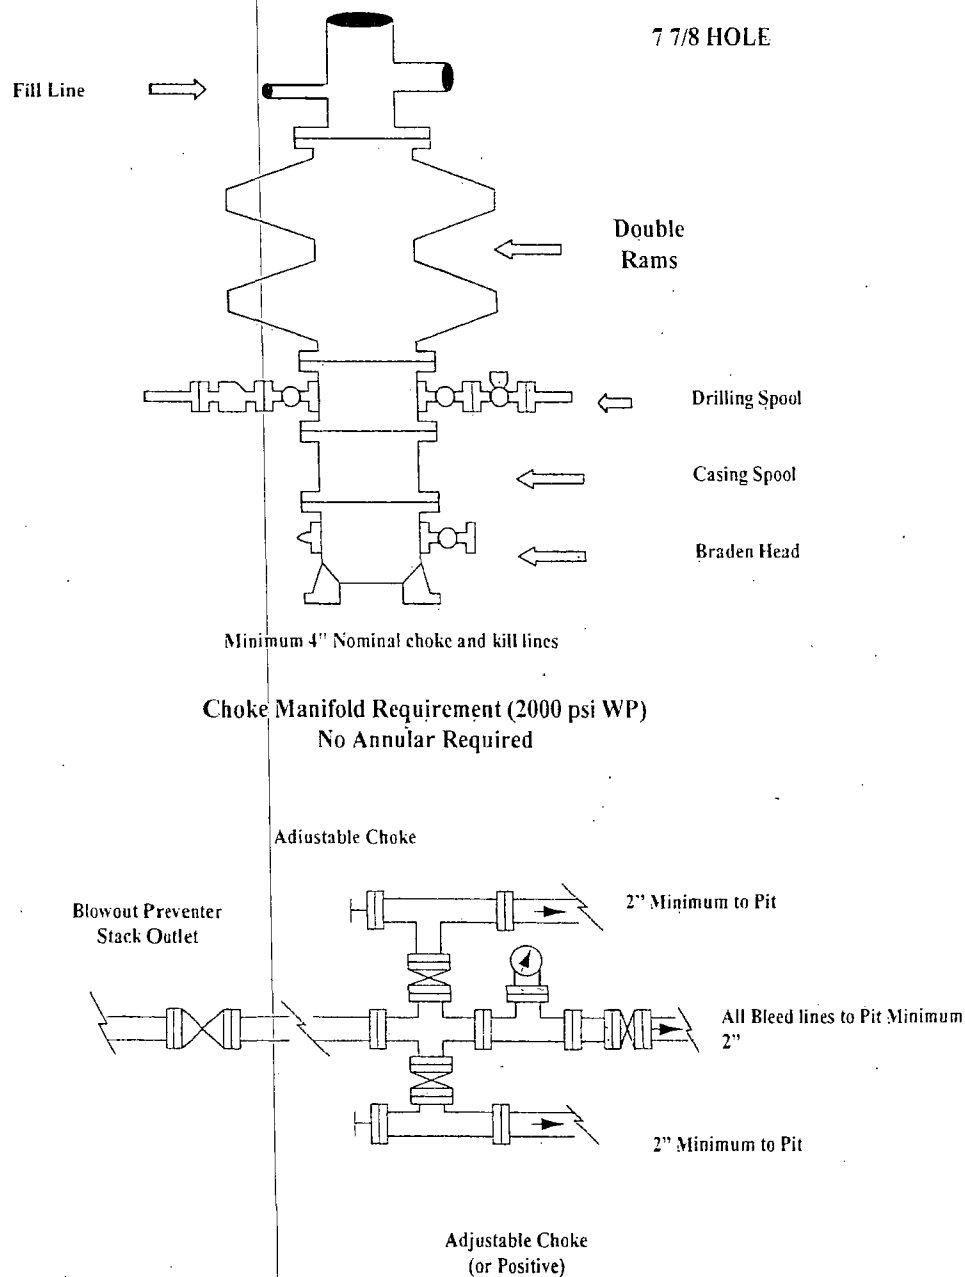 7 7/8 HOLE
Fill Line
Double
Rams
Drilling Spool
Casing Spool
Braden Head
Minimum 4" Nominal choke and kill lines
Choke Manifold Requirement (2000 psi WP)
No Annular Required
Adjustable Choke
2" Minimum to Pit
Blowout Preventer
Stack Outlet
All Bleed lines to Pit Minimum
2"
2" Minimum to Pit
Adjustable Choke
(or Positive)